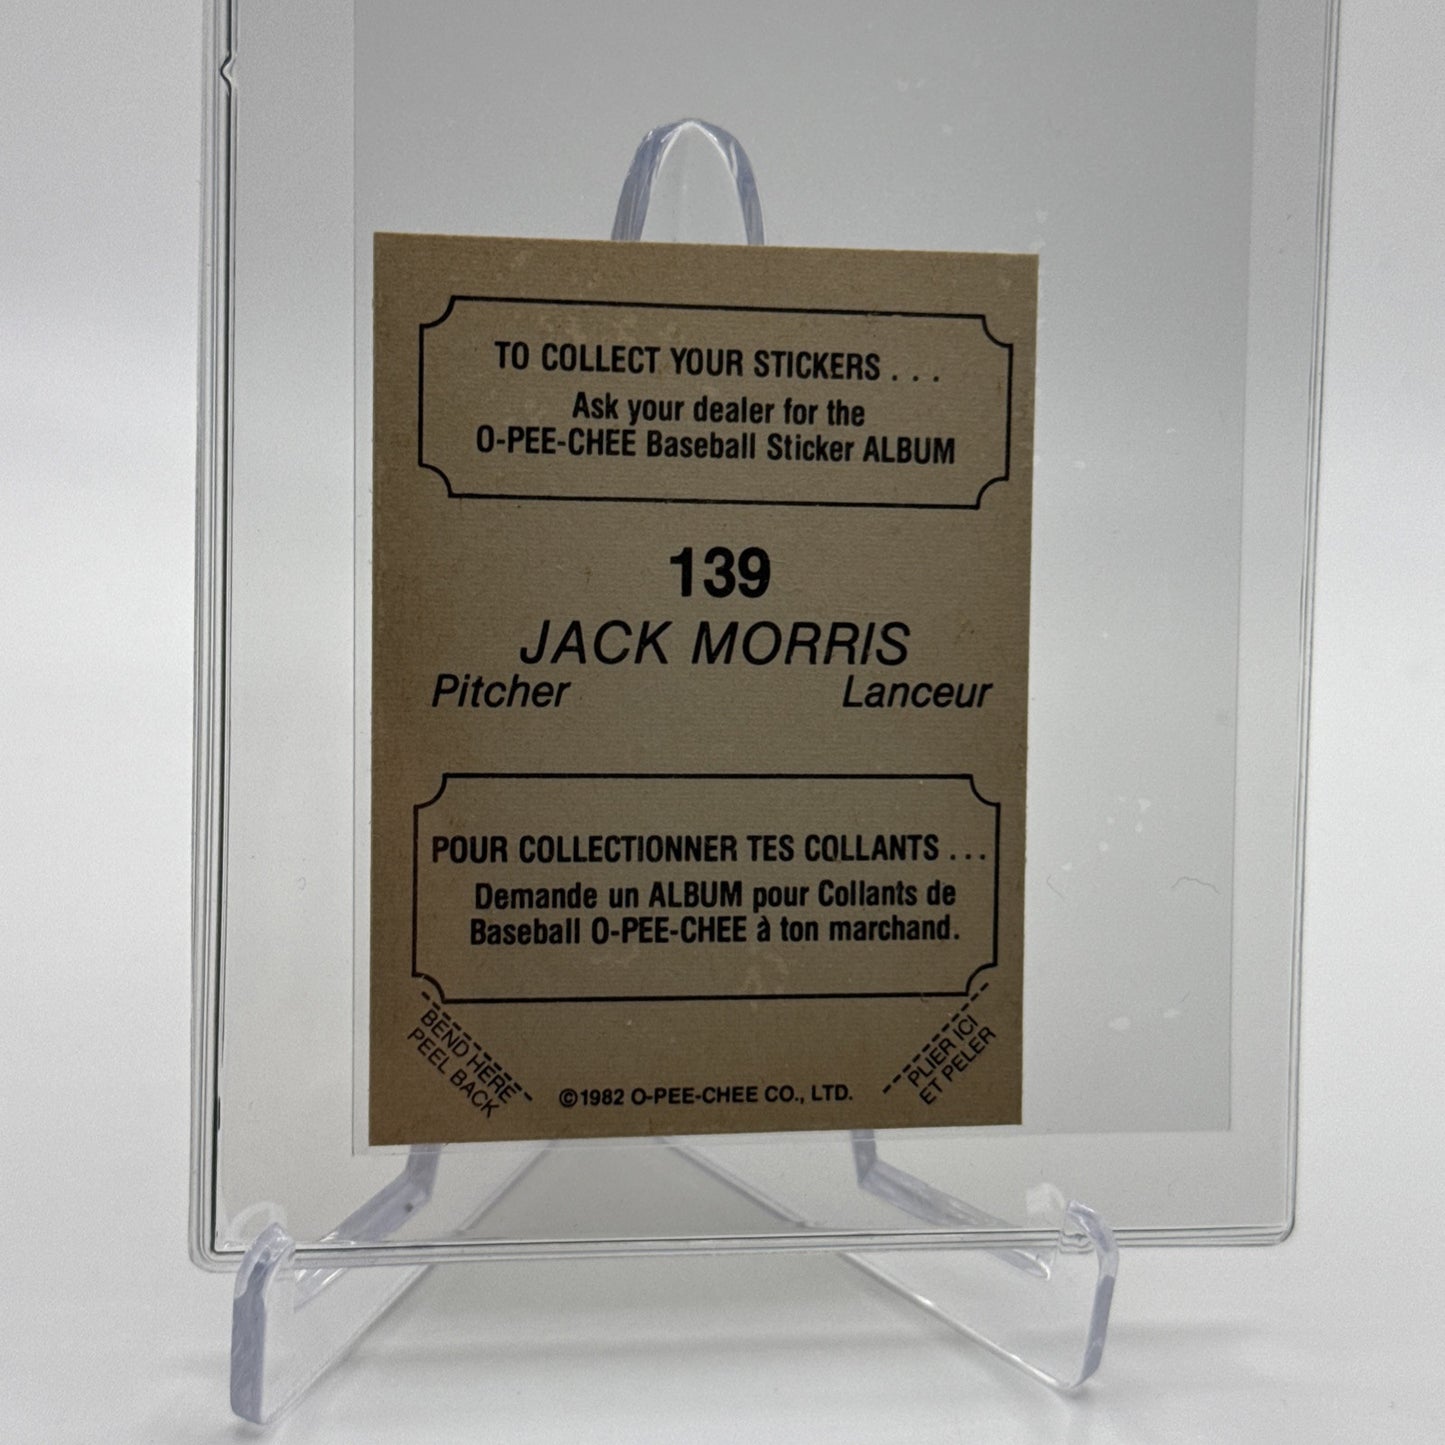 TO COLLECT YOUR STICKERS . . .
Ask your dealer for the
O-PEE-CHEE Baseball Sticker ALBUM
139
JACK MORRIS
Pitcher Lanceur
POUR COLLECTIONNER TES COLLANTS . . .
Demande un ALBUM pour Collants de
Baseball O-PEE-CHEE à ton marchand.
BEND HERE
PEEL BACK
©1982 O-PEE-CHEE CO., LTD.
PLIER ICI
ET PELER